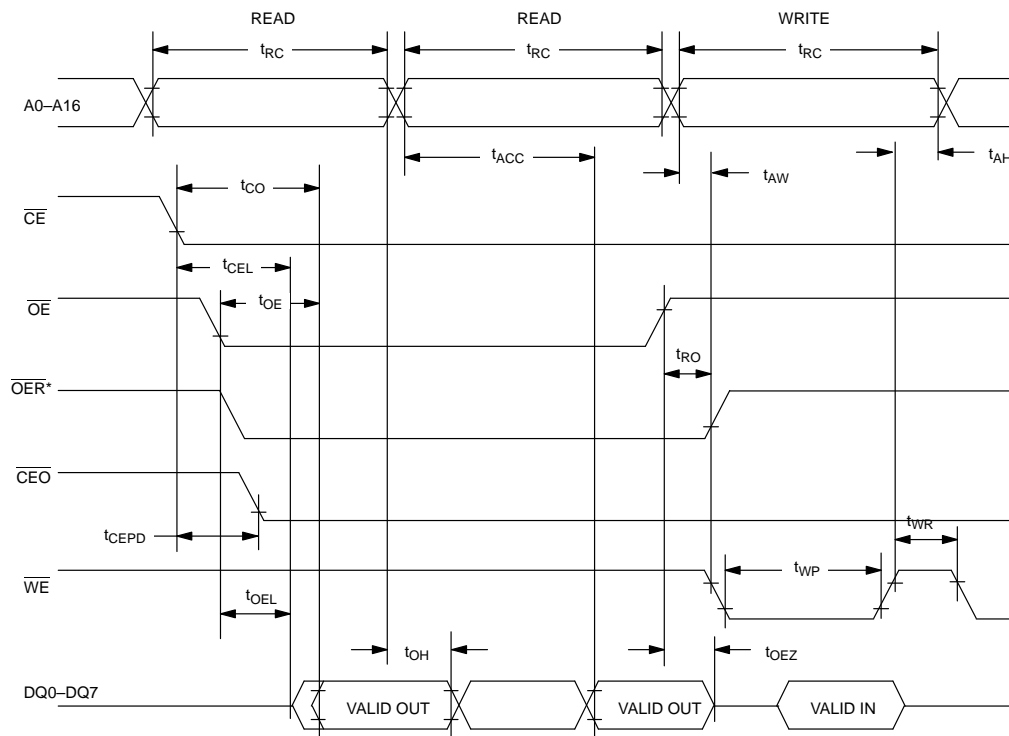 READ READ WRITE
tRC tRC tRC
A0–A16
tACC tAH
tCO tAW
CE
tCEL
OE tOE
tRO
OER*
CEO
tWR
tCEPD
tWP
WE
tOEL
tOH tOEZ
DQ0–DQ7 VALID OUT VALID OUT VALID IN